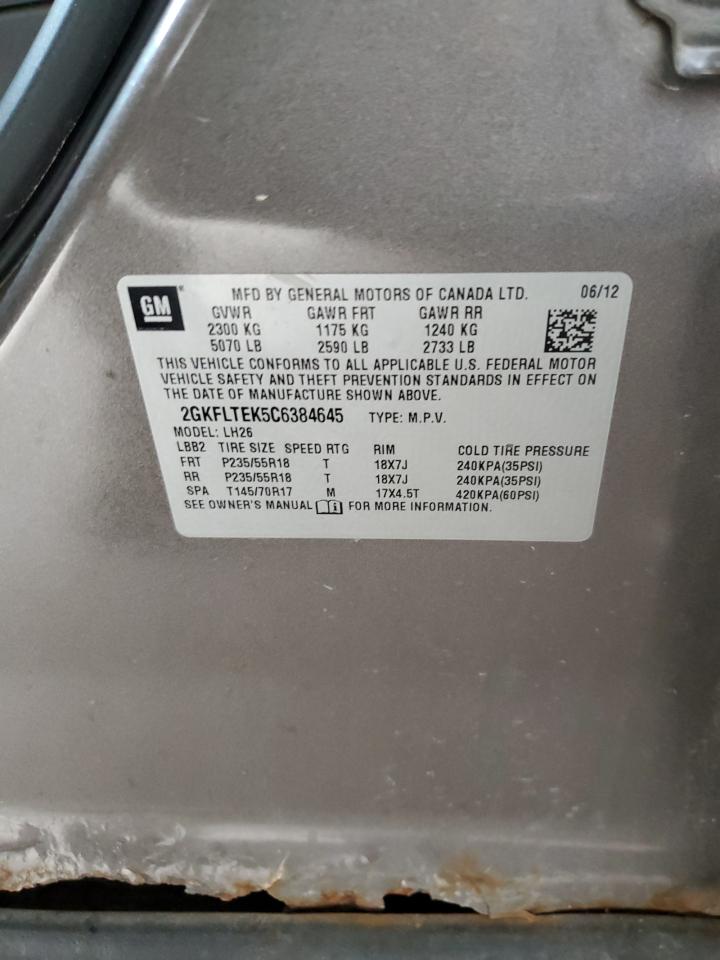 GM
MFD BY GENERAL MOTORS OF CANADA LTD. 06/12
GVWR GAWR FRT GAWR RR
2300 KG 1175 KG 1240 KG
5070 LB 2590 LB 2733 LB
THIS VEHICLE CONFORMS TO ALL APPLICABLE U.S. FEDERAL MOTOR
VEHICLE SAFETY AND THEFT PREVENTION STANDARDS IN EFFECT ON
THE DATE OF MANUFACTURE SHOWN ABOVE.
2GKFLTEK5C6384645 TYPE: M.P.V.
MODEL: LH26
LBB2 TIRE SIZE SPEED RTG RIM COLD TIRE PRESSURE
FRT P235/55R18 T 18X7J 240KPA(35PSI)
RR P235/55R18 T 18X7J 240KPA(35PSI)
SPA T145/70R17 M 17X4.5T 420KPA(60PSI)
SEE OWNER'S MANUAL FOR MORE INFORMATION.